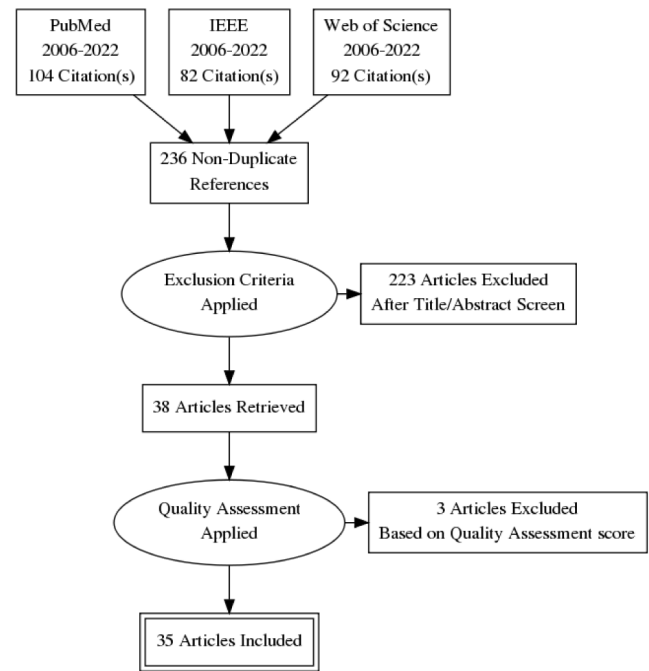 PubMed
2006-2022
104 Citation(s)
IEEE
2006-2022
82 Citation(s)
Web of Science
2006-2022
92 Citation(s)
236 Non-Duplicate
References
Exclusion Criteria
Applied
223 Articles Excluded
After Title/Abstract Screen
38 Articles Retrieved
Quality Assessment
Applied
3 Articles Excluded
Based on Quality Assessment score
35 Articles Included